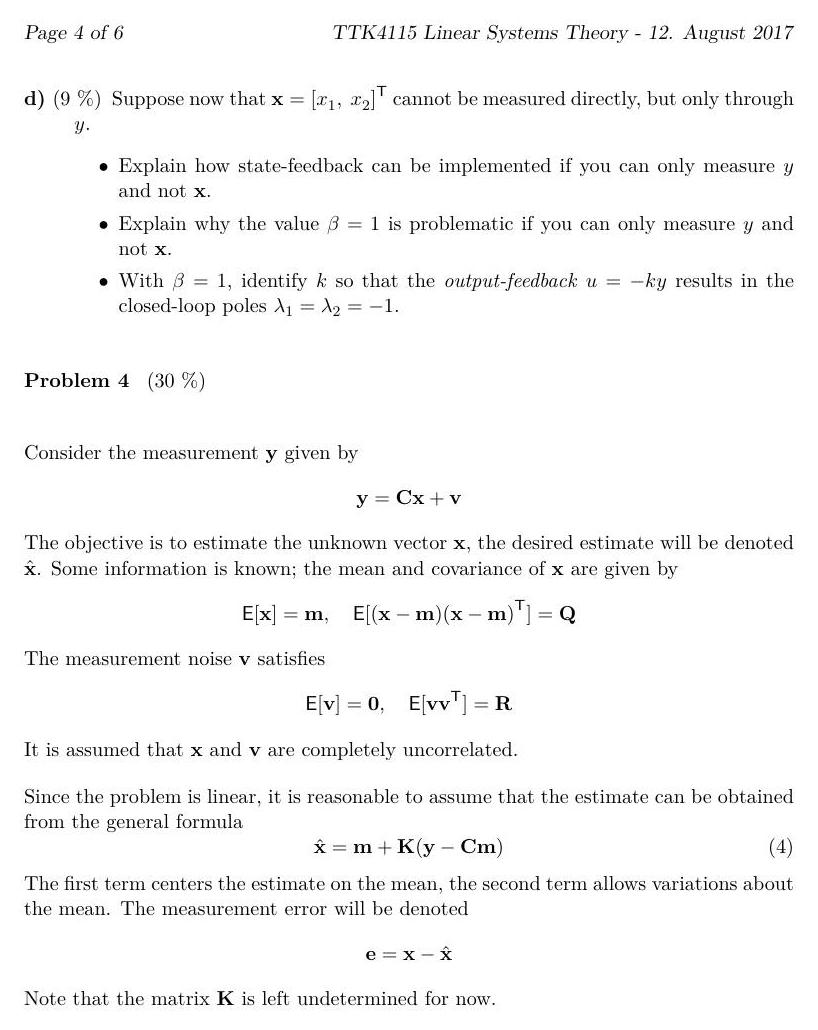 Page 4 of 6 TTK4115 Linear Systems Theory - 12. August 2017
d) (9 %) Suppose now that x = [x₁, x₂]ᵀ cannot be measured directly, but only through
y.
• Explain how state-feedback can be implemented if you can only measure y
and not x.
• Explain why the value β = 1 is problematic if you can only measure y and
not x.
• With β = 1, identify k so that the output-feedback u = −ky results in the
closed-loop poles λ₁ = λ₂ = −1.
Problem 4 (30 %)
Consider the measurement y given by
y = Cx + v
The objective is to estimate the unknown vector x, the desired estimate will be denoted
x̂. Some information is known; the mean and covariance of x are given by
E[x] = m, E[(x − m)(x − m)ᵀ] = Q
The measurement noise v satisfies
E[v] = 0, E[vvᵀ] = R
It is assumed that x and v are completely uncorrelated.
Since the problem is linear, it is reasonable to assume that the estimate can be obtained
from the general formula
x̂ = m + K(y − Cm) (4)
The first term centers the estimate on the mean, the second term allows variations about
the mean. The measurement error will be denoted
e = x − x̂
Note that the matrix K is left undetermined for now.